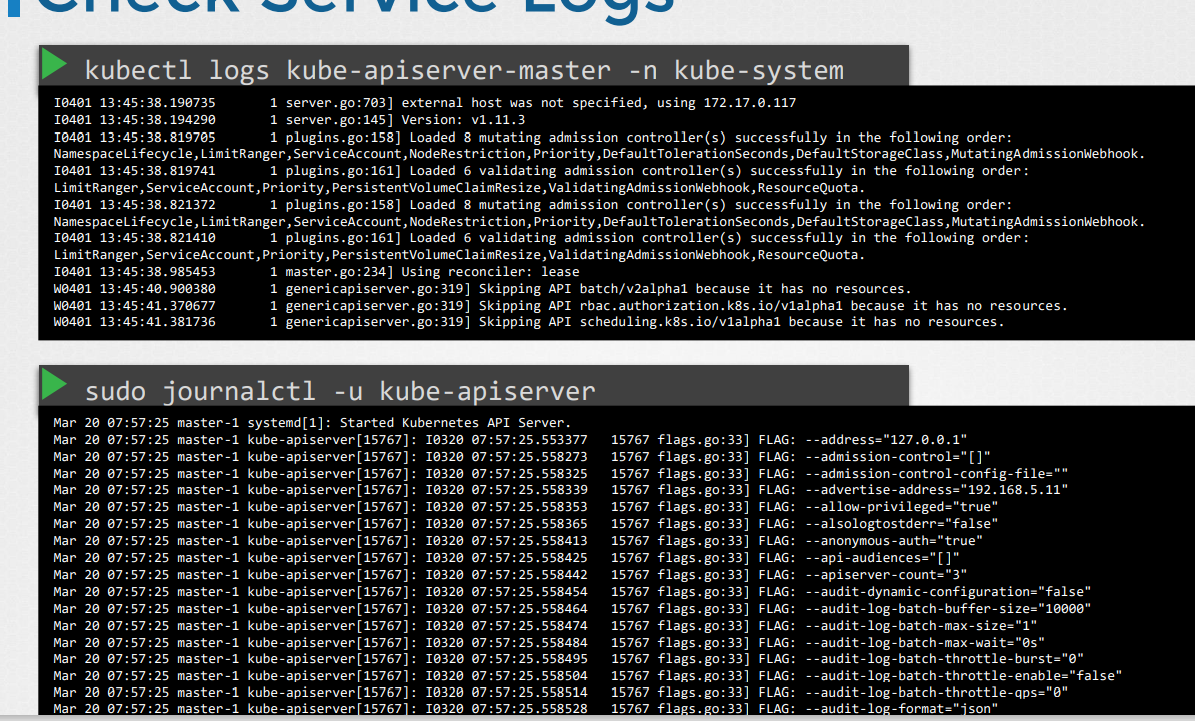 Check Service Logs
kubectl logs kube-apiserver-master -n kube-system
I0401 13:45:38.190735       1 server.go:703] external host was not specified, using 172.17.0.117
I0401 13:45:38.194290       1 server.go:145] Version: v1.11.3
I0401 13:45:38.819705       1 plugins.go:158] Loaded 8 mutating admission controller(s) successfully in the following order:
NamespaceLifecycle,LimitRanger,ServiceAccount,NodeRestriction,Priority,DefaultTolerationSeconds,DefaultStorageClass,MutatingAdmissionWebhook.
I0401 13:45:38.819741       1 plugins.go:161] Loaded 6 validating admission controller(s) successfully in the following order:
LimitRanger,ServiceAccount,Priority,PersistentVolumeClaimResize,ValidatingAdmissionWebhook,ResourceQuota.
I0401 13:45:38.821372       1 plugins.go:158] Loaded 8 mutating admission controller(s) successfully in the following order:
NamespaceLifecycle,LimitRanger,ServiceAccount,NodeRestriction,Priority,DefaultTolerationSeconds,DefaultStorageClass,MutatingAdmissionWebhook.
I0401 13:45:38.821410       1 plugins.go:161] Loaded 6 validating admission controller(s) successfully in the following order:
LimitRanger,ServiceAccount,Priority,PersistentVolumeClaimResize,ValidatingAdmissionWebhook,ResourceQuota.
I0401 13:45:38.985453       1 master.go:234] Using reconciler: lease
W0401 13:45:40.900380       1 genericapiserver.go:319] Skipping API batch/v2alpha1 because it has no resources.
W0401 13:45:41.370677       1 genericapiserver.go:319] Skipping API rbac.authorization.k8s.io/v1alpha1 because it has no resources.
W0401 13:45:41.381736       1 genericapiserver.go:319] Skipping API scheduling.k8s.io/v1alpha1 because it has no resources.
sudo journalctl -u kube-apiserver
Mar 20 07:57:25 master-1 systemd[1]: Started Kubernetes API Server.
Mar 20 07:57:25 master-1 kube-apiserver[15767]: I0320 07:57:25.553377   15767 flags.go:33] FLAG: --address="127.0.0.1"
Mar 20 07:57:25 master-1 kube-apiserver[15767]: I0320 07:57:25.558273   15767 flags.go:33] FLAG: --admission-control="[]"
Mar 20 07:57:25 master-1 kube-apiserver[15767]: I0320 07:57:25.558325   15767 flags.go:33] FLAG: --admission-control-config-file=""
Mar 20 07:57:25 master-1 kube-apiserver[15767]: I0320 07:57:25.558339   15767 flags.go:33] FLAG: --advertise-address="192.168.5.11"
Mar 20 07:57:25 master-1 kube-apiserver[15767]: I0320 07:57:25.558353   15767 flags.go:33] FLAG: --allow-privileged="true"
Mar 20 07:57:25 master-1 kube-apiserver[15767]: I0320 07:57:25.558365   15767 flags.go:33] FLAG: --alsologtostderr="false"
Mar 20 07:57:25 master-1 kube-apiserver[15767]: I0320 07:57:25.558413   15767 flags.go:33] FLAG: --anonymous-auth="true"
Mar 20 07:57:25 master-1 kube-apiserver[15767]: I0320 07:57:25.558425   15767 flags.go:33] FLAG: --api-audiences="[]"
Mar 20 07:57:25 master-1 kube-apiserver[15767]: I0320 07:57:25.558442   15767 flags.go:33] FLAG: --apiserver-count="3"
Mar 20 07:57:25 master-1 kube-apiserver[15767]: I0320 07:57:25.558454   15767 flags.go:33] FLAG: --audit-dynamic-configuration="false"
Mar 20 07:57:25 master-1 kube-apiserver[15767]: I0320 07:57:25.558464   15767 flags.go:33] FLAG: --audit-log-batch-buffer-size="10000"
Mar 20 07:57:25 master-1 kube-apiserver[15767]: I0320 07:57:25.558474   15767 flags.go:33] FLAG: --audit-log-batch-max-size="1"
Mar 20 07:57:25 master-1 kube-apiserver[15767]: I0320 07:57:25.558484   15767 flags.go:33] FLAG: --audit-log-batch-max-wait="0s"
Mar 20 07:57:25 master-1 kube-apiserver[15767]: I0320 07:57:25.558495   15767 flags.go:33] FLAG: --audit-log-batch-throttle-burst="0"
Mar 20 07:57:25 master-1 kube-apiserver[15767]: I0320 07:57:25.558504   15767 flags.go:33] FLAG: --audit-log-batch-throttle-enable="false"
Mar 20 07:57:25 master-1 kube-apiserver[15767]: I0320 07:57:25.558514   15767 flags.go:33] FLAG: --audit-log-batch-throttle-qps="0"
Mar 20 07:57:25 master-1 kube-apiserver[15767]: I0320 07:57:25.558528   15767 flags.go:33] FLAG: --audit-log-format="json"